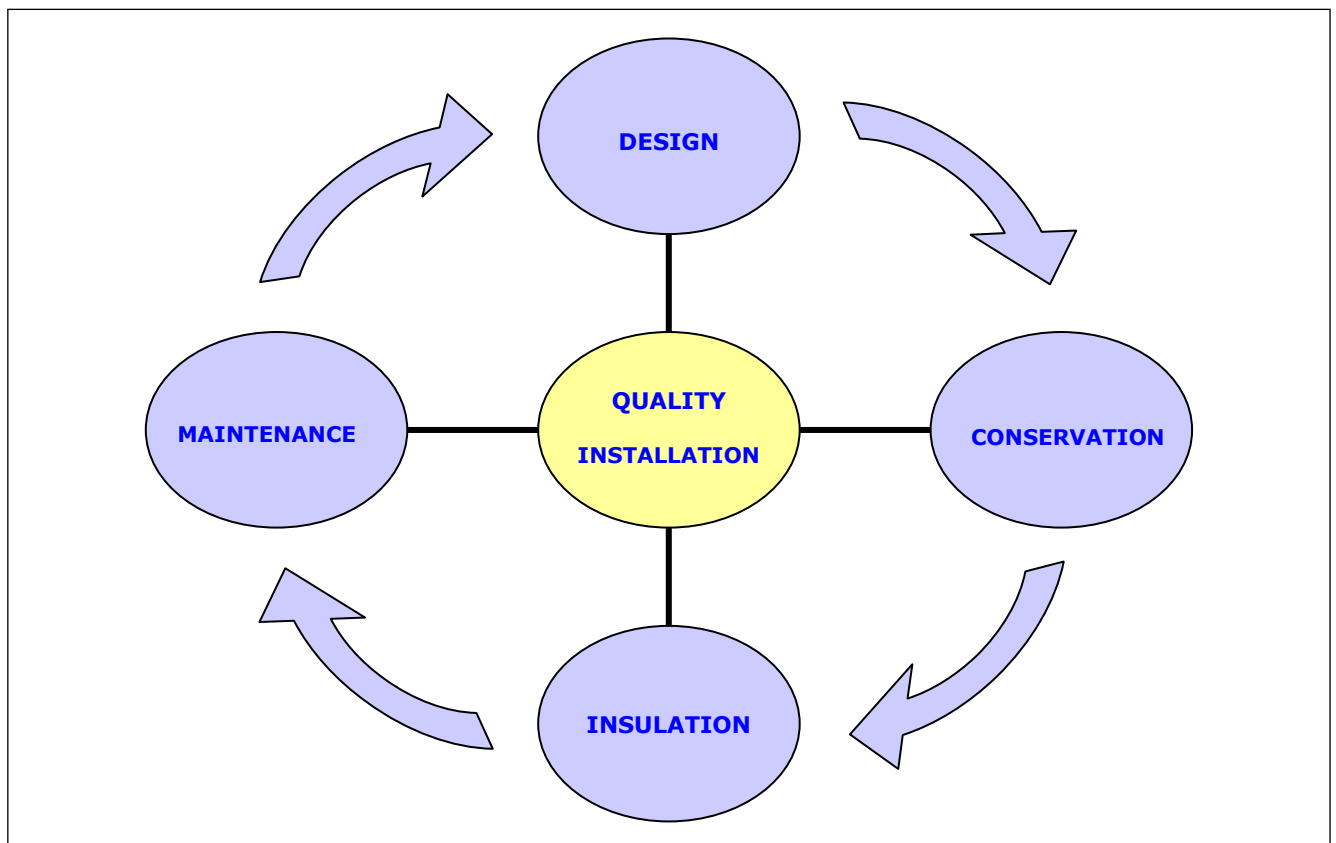 DESIGN
MAINTENANCE
QUALITY
INSTALLATION
CONSERVATION
INSULATION